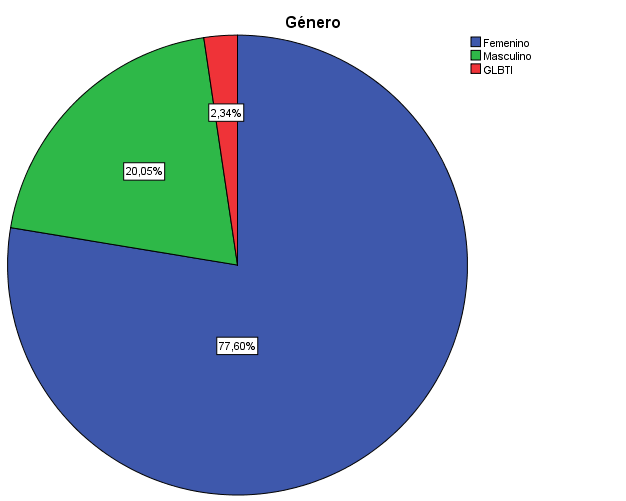 Género
Femenino
Masculino
GLBTI
2,34%
20,05%
77,60%